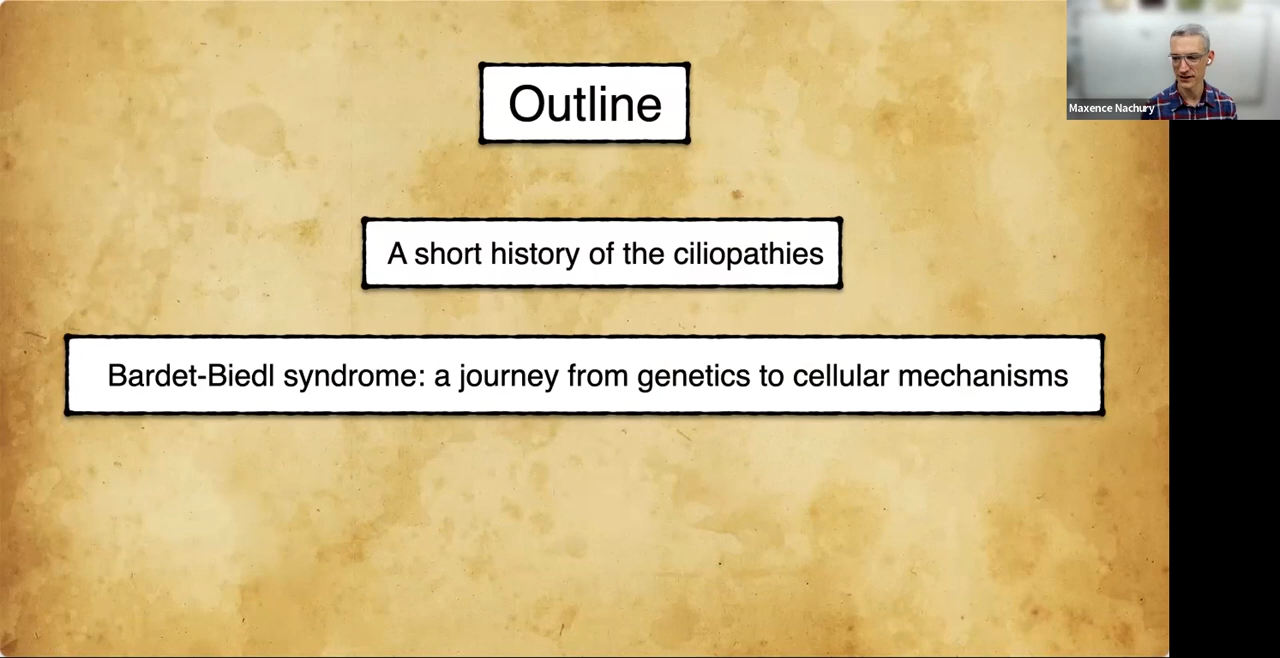 Outline
Maxence Nachury
A short history of the ciliopathies
Bardet-Biedl syndrome: a journey from genetics to cellular mechanisms